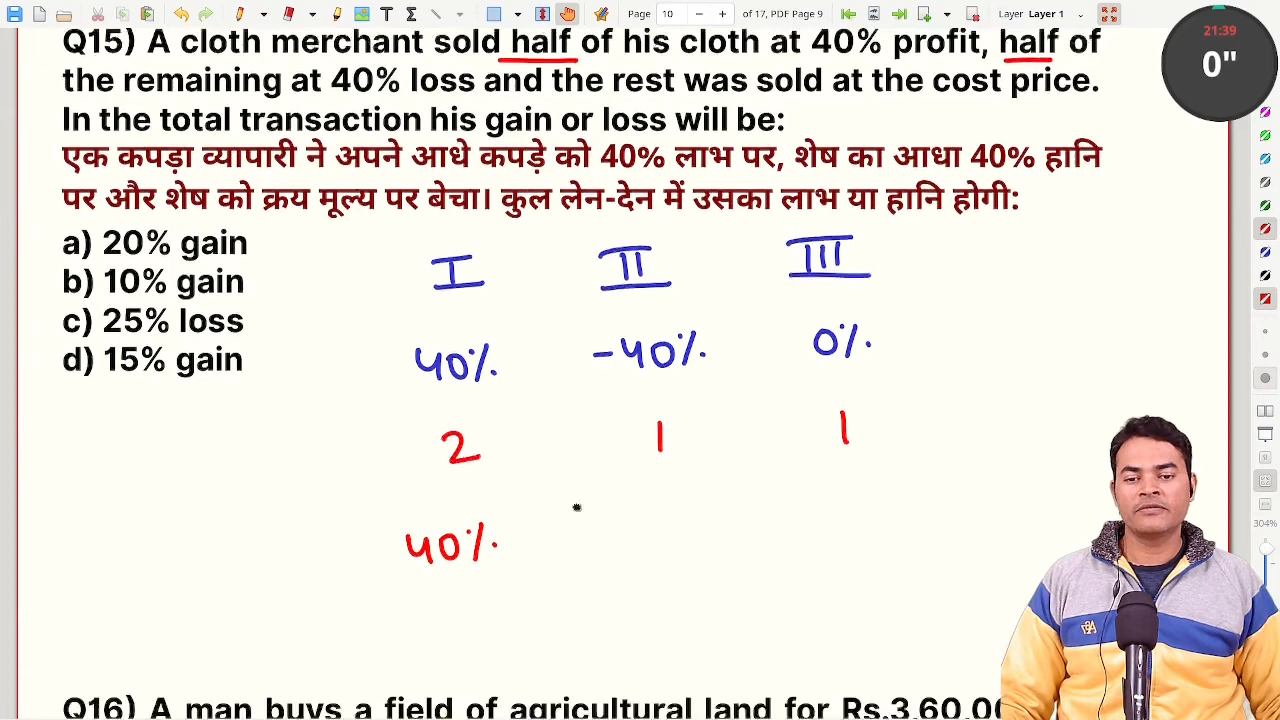 Page 10 of 17, PDF Page 9
Layer Layer 1
21:39
0"
Q15) A cloth merchant sold half of his cloth at 40% profit, half of
the remaining at 40% loss and the rest was sold at the cost price.
In the total transaction his gain or loss will be:
एक कपड़ा व्यापारी ने अपने आधे कपड़े को 40% लाभ पर, शेष का आधा 40% हानि
पर और शेष को क्रय मूल्य पर बेचा। कुल लेन-देन में उसका लाभ या हानि होगी:
a) 20% gain
b) 10% gain
c) 25% loss
d) 15% gain
I II III
40% -40% 0%
2 1 1
40%
304%
Q16) A man buys a field of agricultural land for Rs.3,60,0